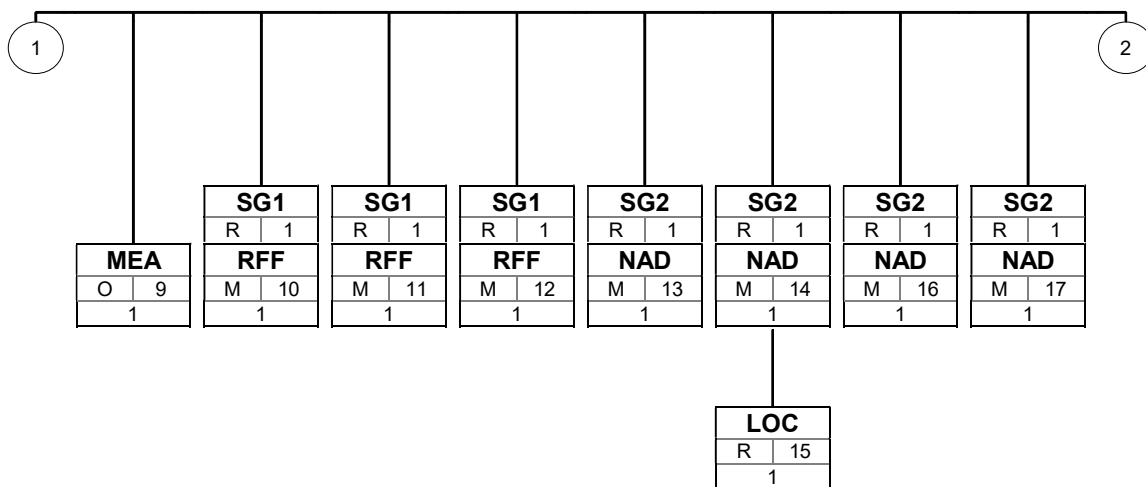 1 2
SG1 SG1 SG1 SG2 SG2 SG2 SG2
R 1 R 1 R 1 R 1 R 1 R 1 R 1
MEA RFF RFF RFF NAD NAD NAD NAD
O 9 M 10 M 11 M 12 M 13 M 14 M 16 M 17
1 1 1 1 1 1 1 1
LOC
R 15
1